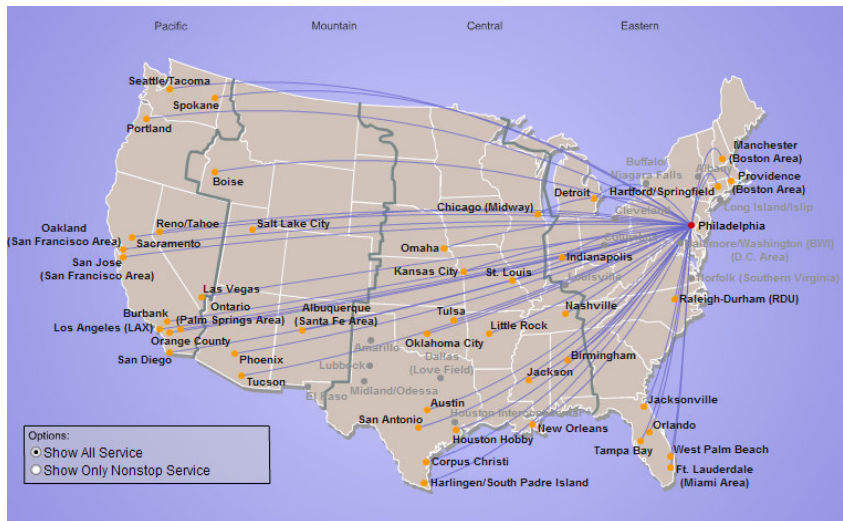 Pacific
Mountain
Central
Eastern
Seattle/Tacoma
Spokane
Portland
Boise
Manchester
(Boston Area)
Buffalo/
Niagara Falls
Albany
Providence
(Boston Area)
Detroit
Hartford/Springfield
Long Island/Islip
Chicago (Midway)
Cleveland
Philadelphia
Oakland
(San Francisco Area)
Reno/Tahoe
Sacramento
Salt Lake City
San Jose
(San Francisco Area)
Omaha
Columbus
Baltimore/Washington (BWI)
(D.C. Area)
Indianapolis
Kansas City
St. Louis
Louisville
Norfolk (Southern Virginia)
Las Vegas
Ontario
(Palm Springs Area)
Burbank
Los Angeles (LAX)
Orange County
Albuquerque
(Santa Fe Area)
Tulsa
Nashville
Raleigh-Durham (RDU)
Oklahoma City
Little Rock
San Diego
Phoenix
Tucson
Amarillo
Lubbock
Dallas
(Love Field)
Birmingham
Jackson
El Paso
Midland/Odessa
Austin
San Antonio
Houston Intercontinental
Houston Hobby
New Orleans
Jacksonville
Orlando
Tampa Bay
West Palm Beach
Ft. Lauderdale
(Miami Area)
Corpus Christi
Harlingen/South Padre Island
Options:
Show All Service
Show Only Nonstop Service